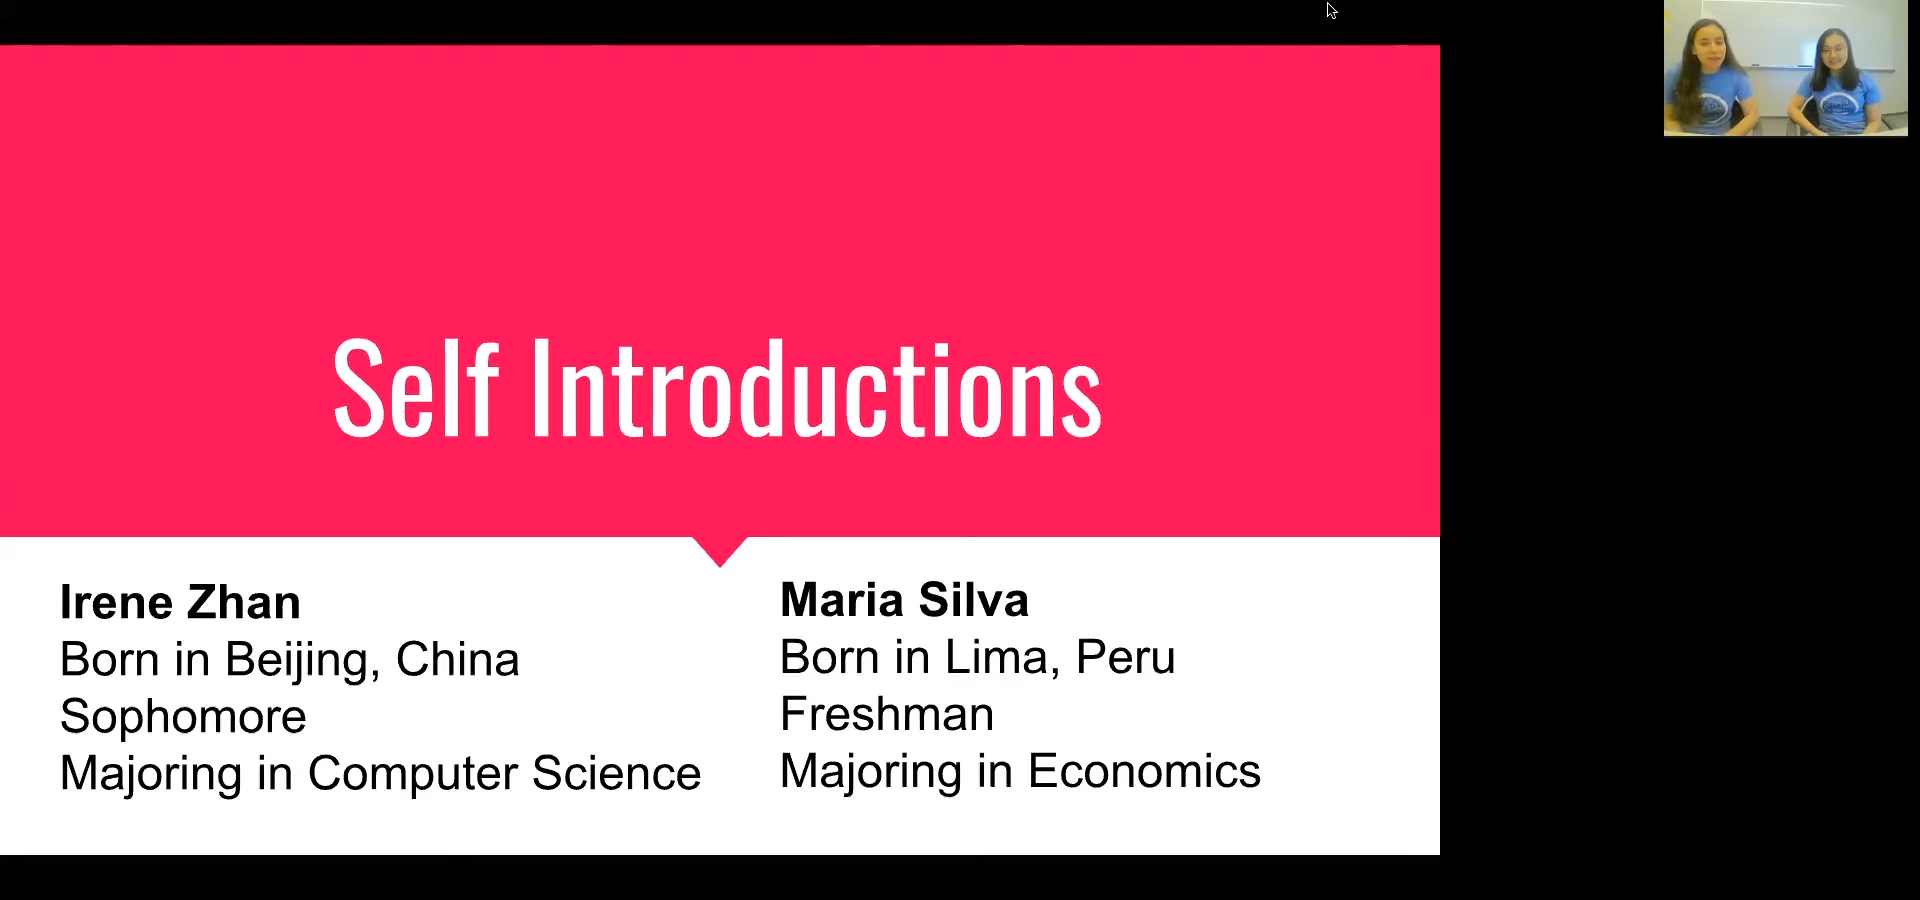 Self Introductions
Irene Zhan
Born in Beijing, China
Sophomore
Majoring in Computer Science
Maria Silva
Born in Lima, Peru
Freshman
Majoring in Economics